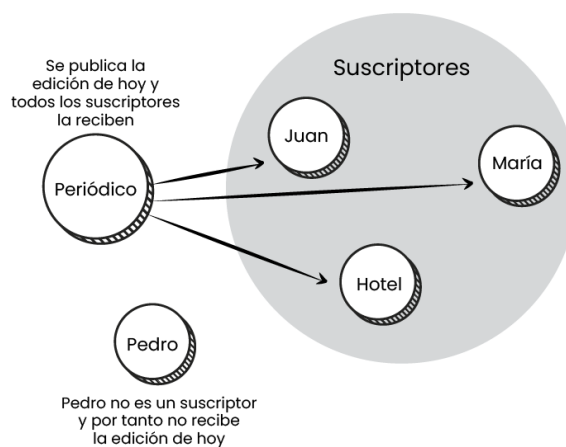 Se publica la
edición de hoy y
todos los suscriptores
la reciben
Suscriptores
Juan
María
Periódico
Hotel
Pedro
Pedro no es un suscriptor
y por tanto no recibe
la edición de hoy